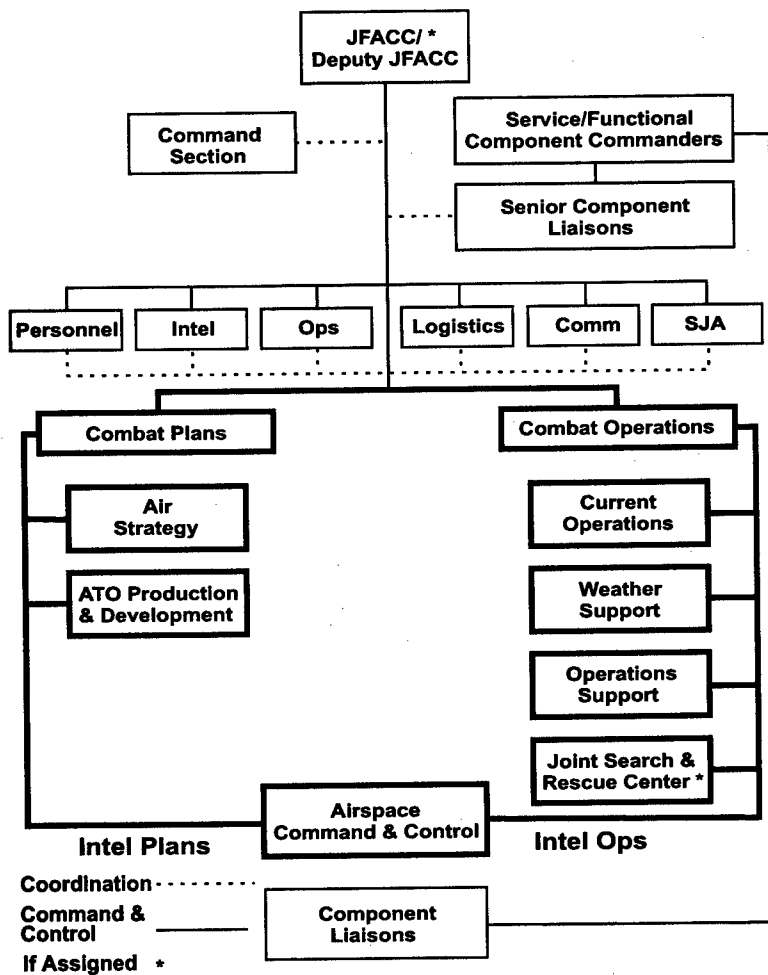 JFACC/ *
Deputy JFACC
Command
Section
Service/Functional
Component Commanders
Senior Component
Liaisons
Personnel
Intel
Ops
Logistics
Comm
SJA
Combat Plans
Combat Operations
Air
Strategy
Current
Operations
ATO Production
& Development
Weather
Support
Operations
Support
Joint Search &
Rescue Center *
Airspace
Command & Control
Intel Plans
Intel Ops
Coordination
Command &
Control
Component
Liaisons
If Assigned *